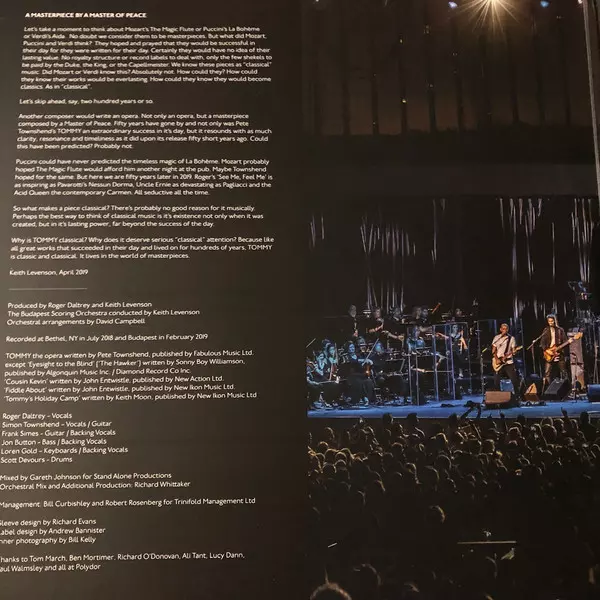 A MASTERPIECE BY A MASTER OF PEACE
Let's take a moment to think about Mozart's The Magic Flute or Puccini's La Bohème
or Verdi's Aida. No doubt we consider them to be masterpieces. But what did Mozart,
Puccini and Verdi think? They hoped and prayed that they would be successful in
their day for they were written for their day. Certainly they would have no idea of their
lasting value. No royalty structure or record labels to deal with, only the few shekels to
be paid by the Duke, the King, or the Capellmeister. We know these pieces as "classical"
music. Did Mozart or Verdi know this? Absolutely not. How could they? How could
they know their works would be everlasting. How could they know they would become
classics. As in "classical".
Let's skip ahead, say, two hundred years or so.
Another composer would write an opera. Not only an opera, but a masterpiece
composed by a Master of Peace. Fifty years have gone by and not only was Pete
Townshend's TOMMY an extraordinary success in it's day, but it resounds with as much
clarity, resonance and timeliness as it did upon its release fifty short years ago. Could
this have been predicted? Probably not.
Puccini could have never predicted the timeless magic of La Bohème. Mozart probably
hoped The Magic Flute would afford him another night at the pub. Maybe Townshend
hoped for the same. But here we are fifty years later in 2019. Roger's 'See Me, Feel Me' is
as inspiring as Pavarotti's Nessun Dorma, Uncle Ernie as devastating as Pagliacci and the
Acid Queen the contemporary Carmen. All seductive all the time.
So what makes a piece classical? There's probably no good reason for it musically.
Perhaps the best way to think of classical music is it's existence not only when it was
created, but in it's lasting power, far beyond the success of the day.
Why is TOMMY classical? Why does it deserve serious "classical" attention? Because like
all great works that succeeded in their day and lived on for hundreds of years, TOMMY
is classic and classical. It lives in the world of masterpieces.
Keith Levenson, April 2019
Produced by Roger Daltrey and Keith Levenson
The Budapest Scoring Orchestra conducted by Keith Levenson
Orchestral arrangements by David Campbell
Recorded at Bethel, NY in July 2018 and Budapest in February 2019
TOMMY the opera written by Pete Townshend, published by Fabulous Music Ltd.
except 'Eyesight to the Blind' ['The Hawker'] written by Sonny Boy Williamson,
published by Algonquin Music Inc. / Diamond Record Co Inc.
'Cousin Kevin' written by John Entwistle, published by New Action Ltd.
'Fiddle About' written by John Entwistle, published by New Ikon Music Ltd.
'Tommy's Holiday Camp' written by Keith Moon, published by New Ikon Music Ltd
Roger Daltrey – Vocals
Simon Townshend – Vocals / Guitar
Frank Simes – Guitar / Backing Vocals
Jon Button – Bass / Backing Vocals
Loren Gold – Keyboards / Backing Vocals
Scott Devours – Drums
Mixed by Gareth Johnson for Stand Alone Productions
Orchestral Mix and Additional Production: Richard Whittaker
Management: Bill Curbishley and Robert Rosenberg for Trinifold Management Ltd
Sleeve design by Richard Evans
Label design by Andrew Bannister
nner photography by Bill Kelly
Thanks to Tom March, Ben Mortimer, Richard O'Donovan, Ali Tant, Lucy Dann,
Paul Walmsley and all at Polydor